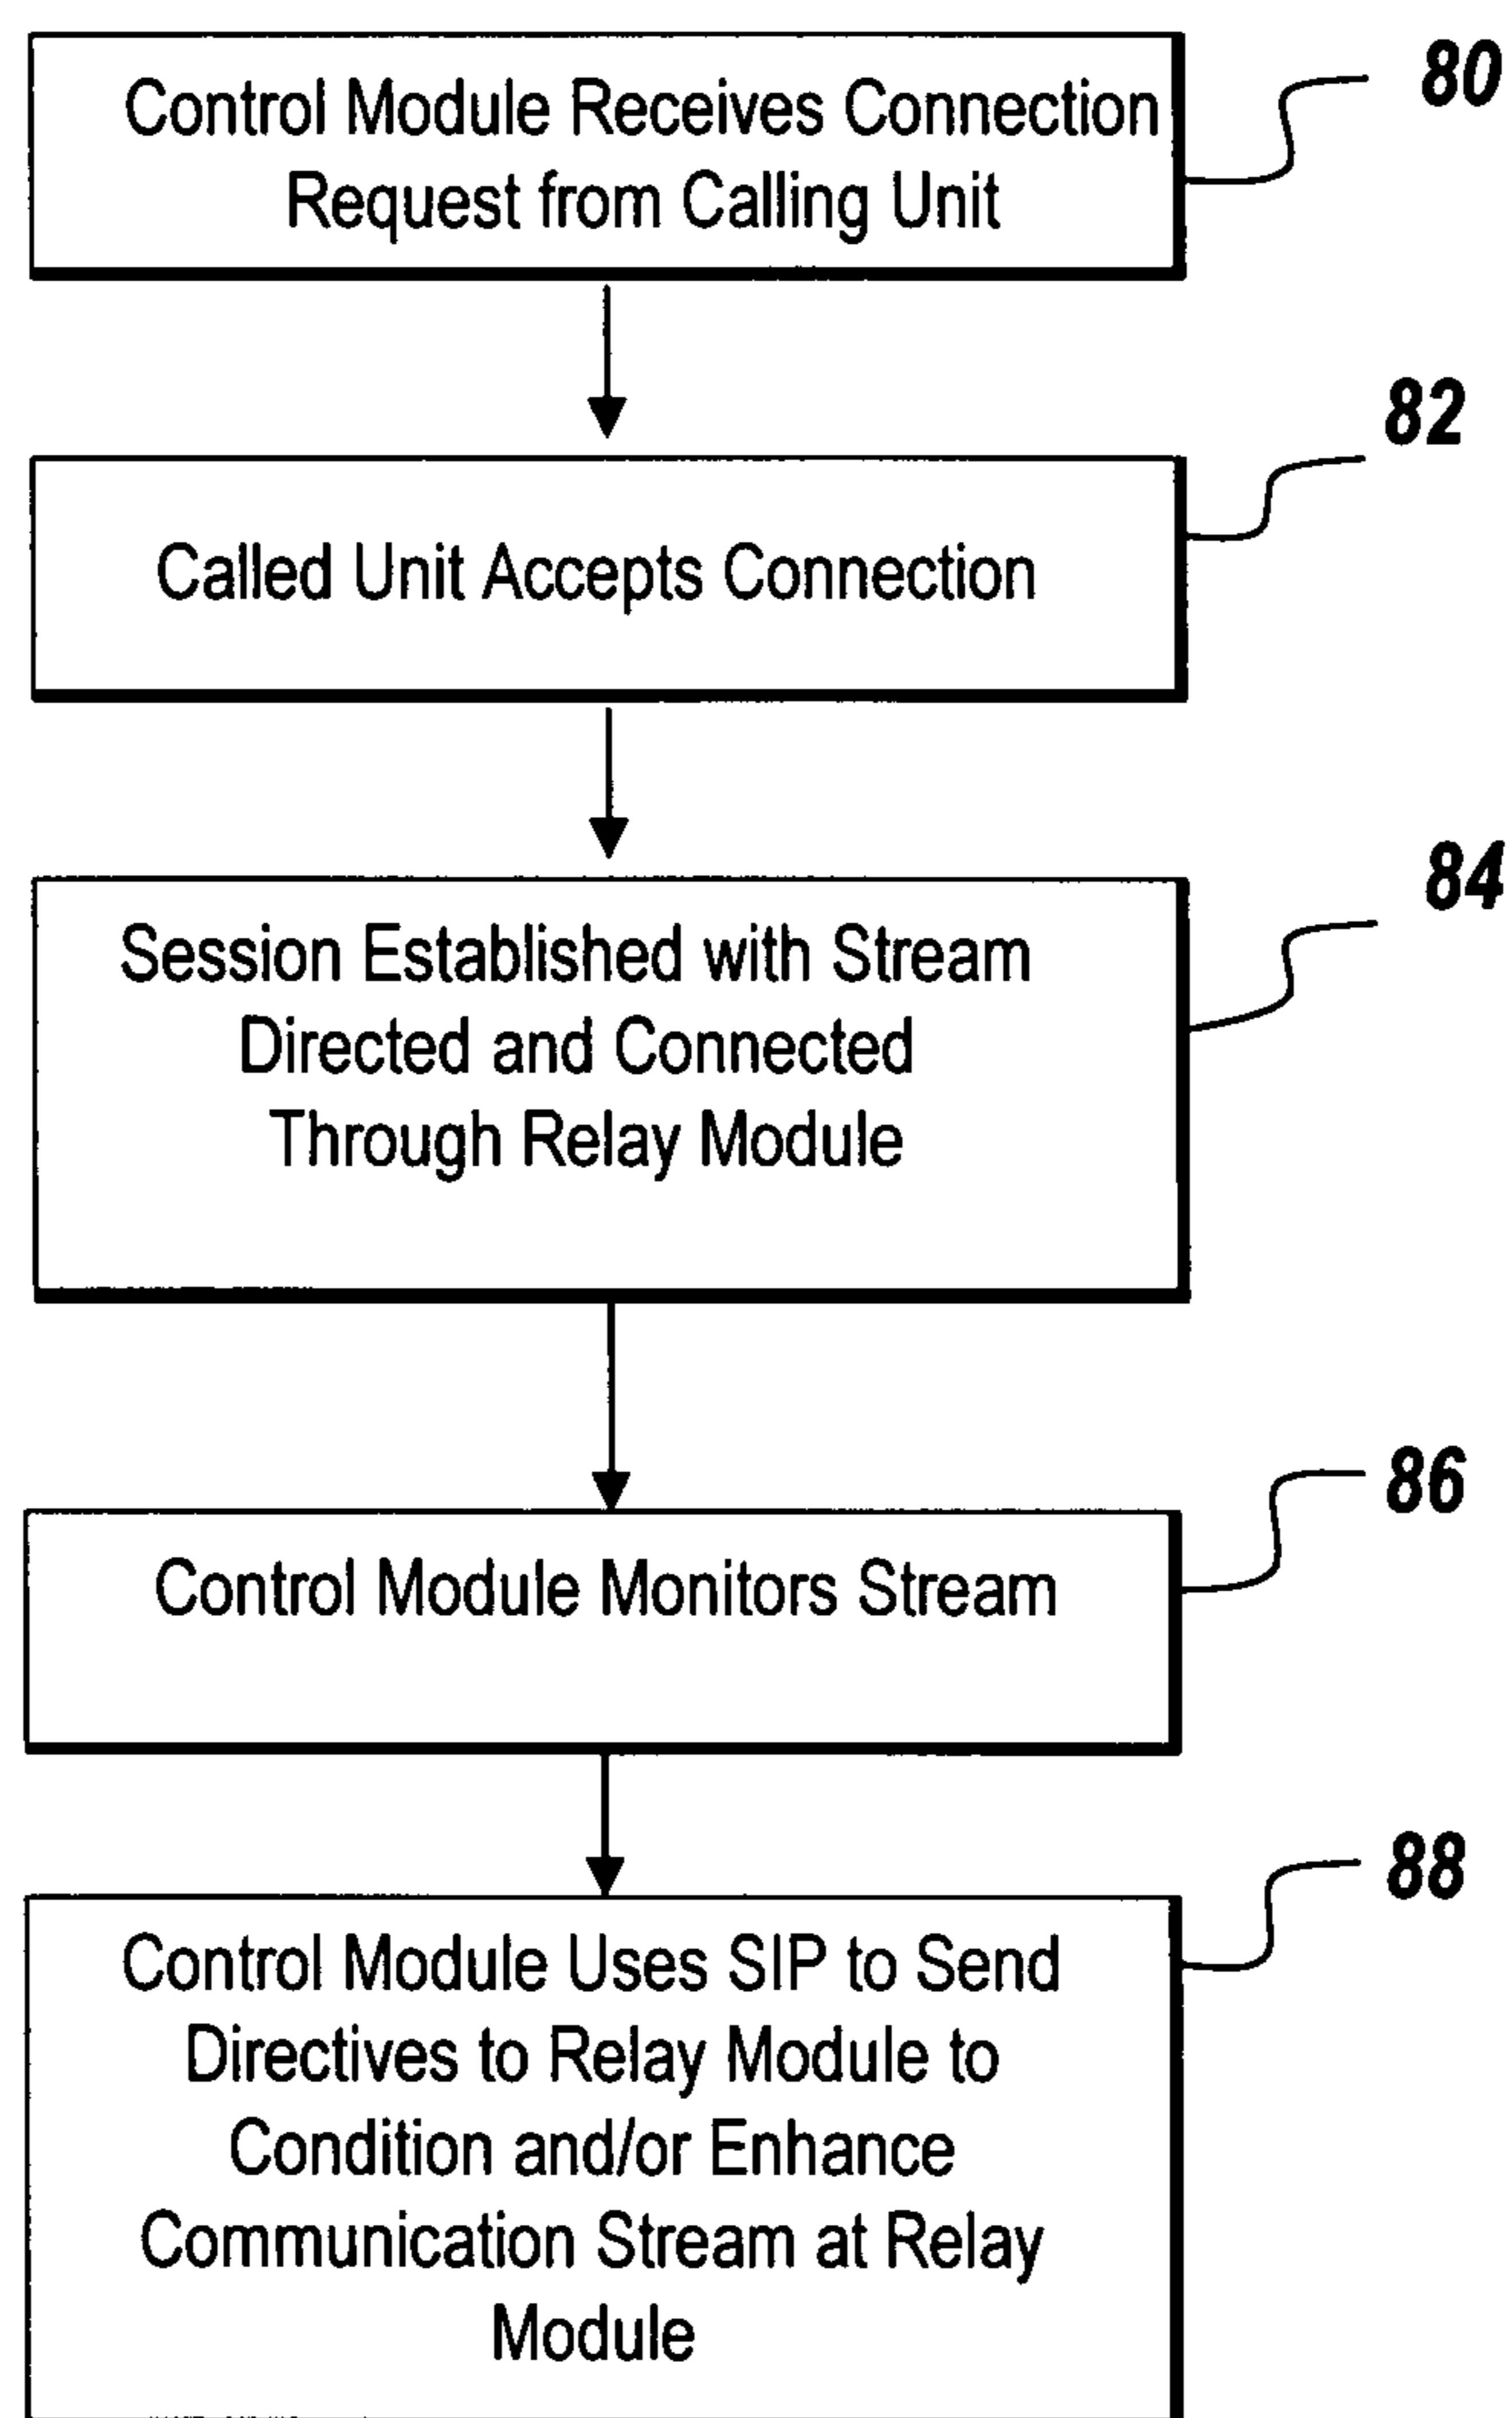 Control Module Receives Connection
Request from Calling Unit
80
Called Unit Accepts Connection
82
Session Established with Stream
Directed and Connected
Through Relay Module
84
Control Module Monitors Stream
86
Control Module Uses SIP to Send
Directives to Relay Module to
Condition and/or Enhance
Communication Stream at Relay
Module
88